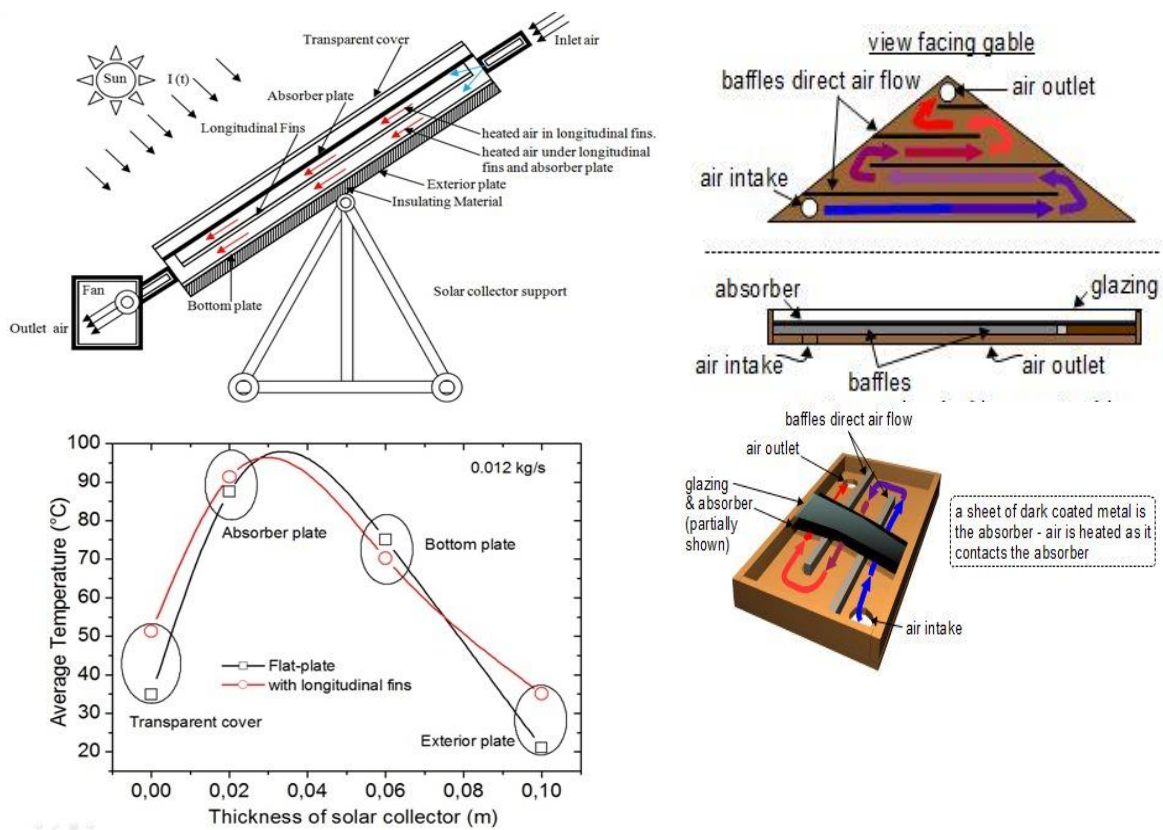 Transparent cover
Inlet air
Sun
I (t)
Absorber plate
Longitudinal Fins
heated air in longitudinal fins.
heated air under longitudinal
fins and absorber plate
Exterior plate
Insulating Material
Fan
Bottom plate
Solar collector support
Outlet air
view facing gable
baffles direct air flow
air outlet
air intake
absorber
glazing
air intake
baffles
air outlet
100
90
80
70
60
50
40
30
20
Average Temperature (°C)
0.012 kg/s
Absorber plate
Bottom plate
Flat-plate
with longitudinal fins
Transparent cover
Exterior plate
0,00
0,02
0,04
0,06
0,08
0,10
Thickness of solar collector (m)
baffles direct air flow
air outlet
glazing
& absorber
(partially
shown)
a sheet of dark coated metal is
the absorber - air is heated as it
contacts the absorber
air intake